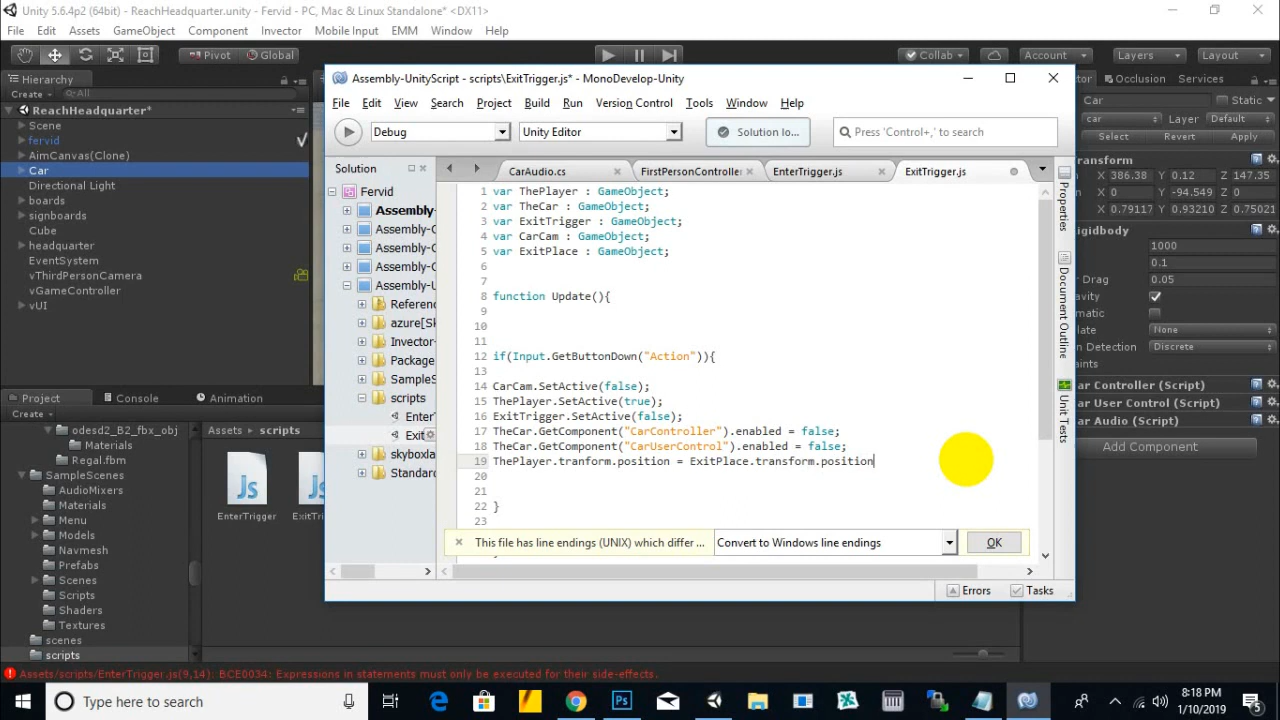 Unity 5.6.4p2 (64bit) - ReachHeadquarter.unity - Fervid - PC, Mac & Linux Standalone* <DX11>
File Edit Assets GameObject Component Invector Mobile Input EMM Window Help
Pivot Global Collab Account Layers Layout
Hierarchy
Create All
ReachHeadquarter*
Scene
fervid
AimCanvas(Clone)
Car
Directional Light
boards
signboards
Cube
headquarter
EventSystem
vThirdPersonCamera
vGameController
vUI
Assembly-UnityScript - scripts\ExitTrigger.js* - MonoDevelop-Unity
File Edit View Search Project Build Run Version Control Tools Window Help
Debug Unity Editor Solution lo... Press 'Control+,' to search
Solution
CarAudio.cs FirstPersonControlle EnterTrigger.js ExitTrigger.js
Fervid
Assembly-
Assembly-C
Assembly-C
Assembly-C
Assembly-U
Reference
azure[Sk
Invector-
Package
SampleS
scripts
EnterT
Exit
skyboxla
Standard
1 var ThePlayer : GameObject;
2 var TheCar : GameObject;
3 var ExitTrigger : GameObject;
4 var CarCam : GameObject;
5 var ExitPlace : GameObject;
6
7
8 function Update(){
9
10
11
12 if(Input.GetButtonDown("Action")){
13
14 CarCam.SetActive(false);
15 ThePlayer.SetActive(true);
16 ExitTrigger.SetActive(false);
17 TheCar.GetComponent("CarController").enabled = false;
18 TheCar.GetComponent("CarUserControl").enabled = false;
19 ThePlayer.tranform.position = ExitPlace.transform.position
20
21
22 }
23
This file has line endings (UNIX) which differ ... Convert to Windows line endings OK
Errors Tasks
Properties
Document Outline
Unit Tests
Occlusion Services
Car Static
car Layer Default
Select Revert Apply
ransform
X 386.38 Y 0.12 Z 147.35
X 0 Y -94.549 Z 0
X 0.79117 Y 0.93210 Z 0.75021
igidbody
1000
0.1
Drag 0.05
avity
matic
late None
n Detection Discrete
ar Controller (Script)
ar User Control (Script)
ar Audio (Script)
Add Component
Project Console Animation
Create
odesd2_B2_fbx_obj
Materials
Regal.fbm
SampleScenes
AudioMixers
Materials
Menu
Models
Navmesh
Prefabs
Scenes
Scripts
Shaders
Textures
scenes
scripts
Assets scripts
Js
EnterTrigger
Js
ExitTr
Assets/scripts/EnterTrigger.js(9,14): BCE0034: Expressions in statements must only be executed for their side-effects.
Type here to search
Ps
4:18 PM
1/10/2019